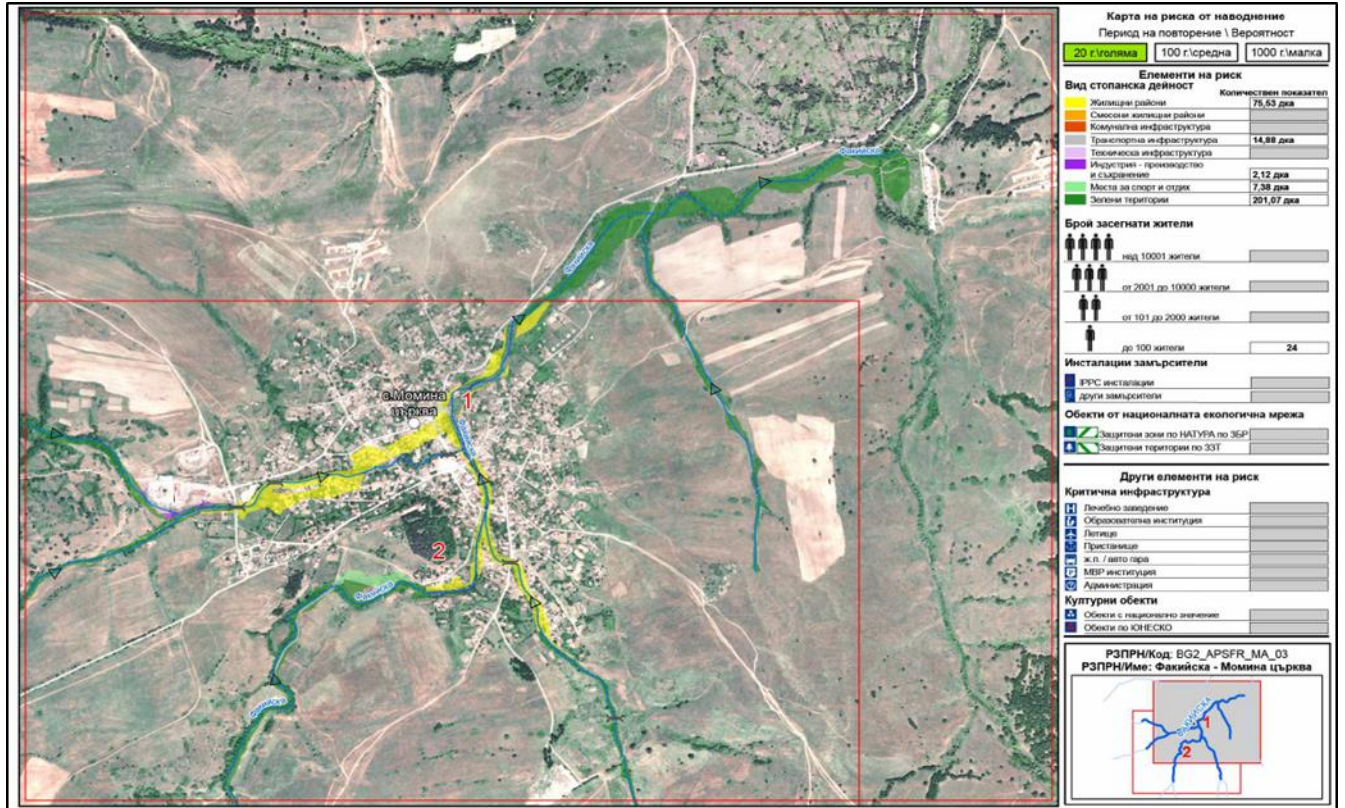 Карта на риска от наводнение
Период на повторение \ Вероятност
20 г.\голяма
100 г.\средна
1000 г.\малка
Елементи на риск
Вид стопанска дейност
Количествен показател
Жилищни райони 75,53 дка
Смесени жилищни райони
Комунална инфраструктура
Транспортна инфраструктура 14,88 дка
Техническа инфраструктура
Индустрия - производство
и съхранение 2,12 дка
Места за спорт и отдих 7,38 дка
Зелени територии 201,07 дка
Брой засегнати жители
над 10001 жители
от 2001 до 10000 жители
от 101 до 2000 жители
до 100 жители 24
Инсталации замърсители
IPPC инсталации
други замърсители
Обекти от националната екологична мрежа
Защитени зони по НАТУРА по ЗБР
Защитени територии по ЗЗТ
Други елементи на риск
Критична инфраструктура
Лечебно заведение
Образователна институция
Летище
Пристанище
ж.п. / авто гара
МВР институция
Администрация
Културни обекти
Обекти с национално значение
Обекти по ЮНЕСКО
РЗПРН/Код: BG2_APSFR_MA_03
РЗПРН/Име: Факийска - Момина църква
ФАКИЙСКА
1
2
Факийска
Факийска
с.Момина
църква
1
Факийска
2
Факийска
Факийска